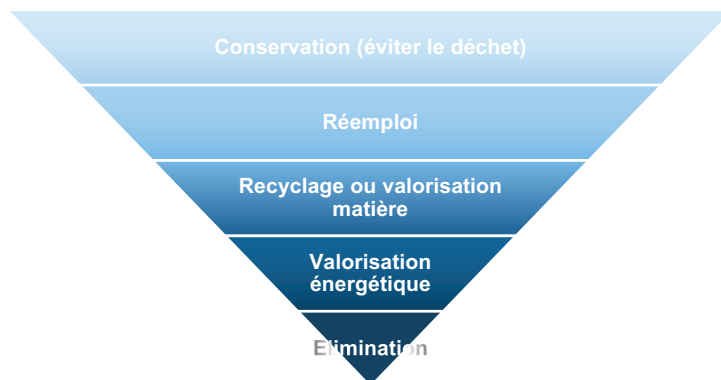 Conservation (éviter le déchet)
Réemploi
Recyclage ou valorisation
matière
Valorisation
énergétique
Elimination